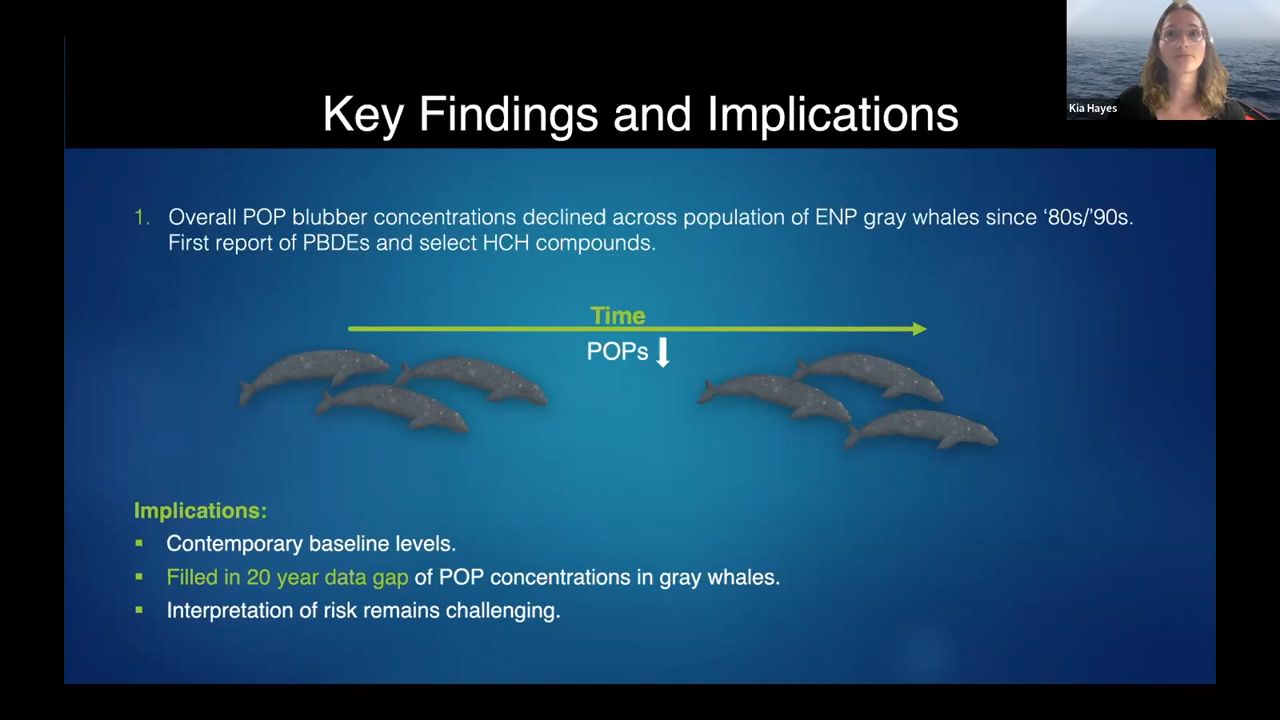 Kia Hayes
Key Findings and Implications
1. Overall POP blubber concentrations declined across population of ENP gray whales since ‘80s/’90s.
First report of PBDEs and select HCH compounds.
Time
POPs
Implications:
▪ Contemporary baseline levels.
▪ Filled in 20 year data gap of POP concentrations in gray whales.
▪ Interpretation of risk remains challenging.